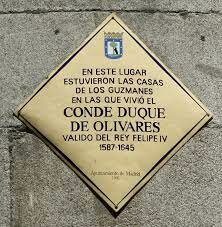 EN ESTE LUGAR
ESTUVIERON LAS CASAS
DE LOS GUZMANES
EN LAS QUE VIVIÓ EL
CONDE DUQUE
DE OLIVARES
VALIDO DEL REY FELIPE IV
1587-1645
Ayuntamiento de Madrid